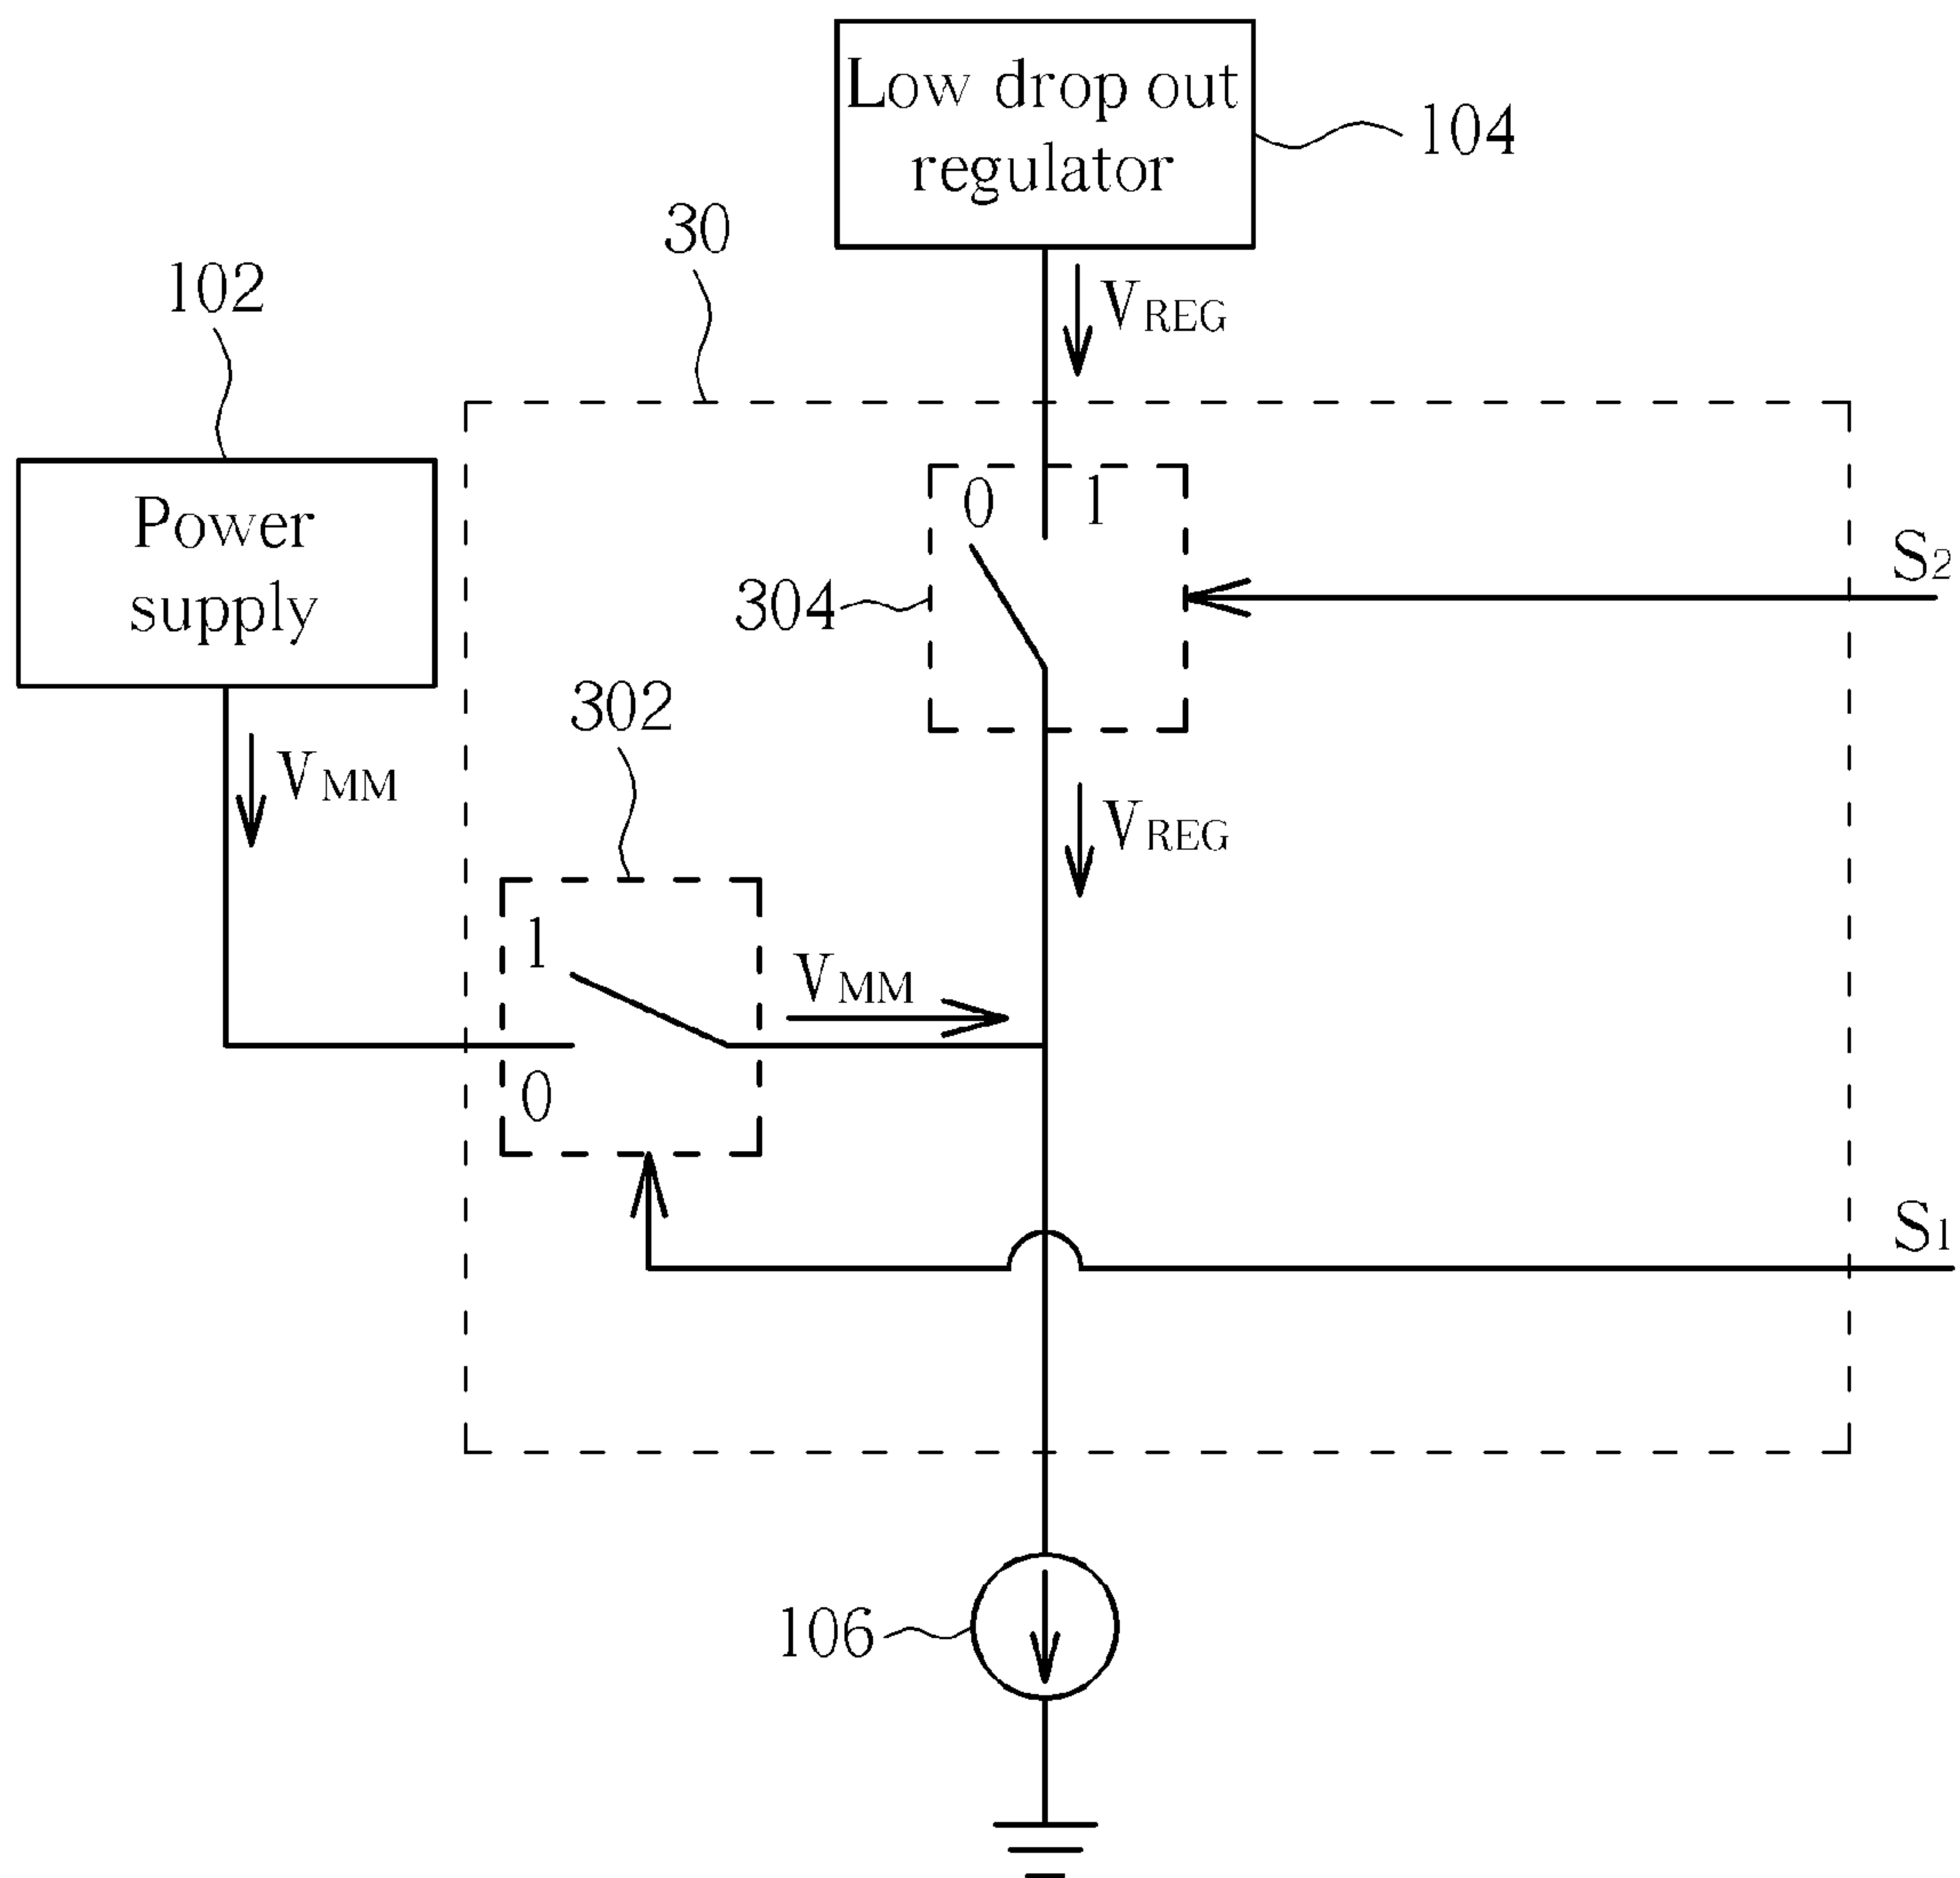 Low drop out
regulator
104
30
102
VREG
0 1
Power
supply
S2
304
302
VMM
VREG
1
VMM
0
S1
106